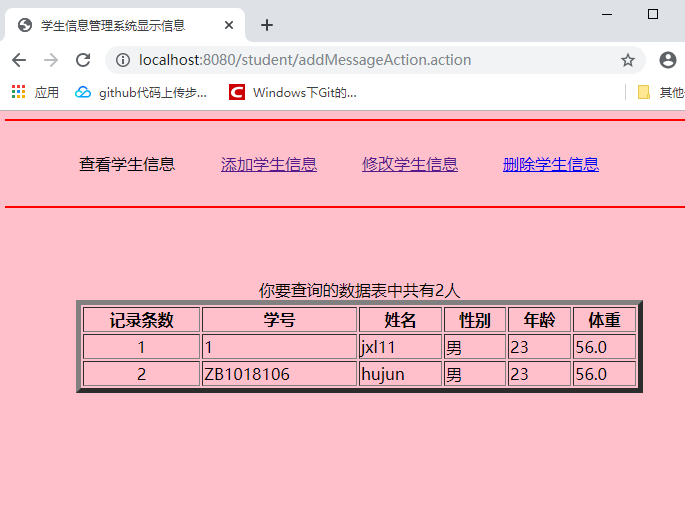 学生信息管理系统显示信息
localhost:8080/student/addMessageAction.action
应用 github代码上传步... Windows下Git的... 其他
查看学生信息 添加学生信息 修改学生信息 删除学生信息
你要查询的数据表中共有2人
记录条数 学号 姓名 性别 年龄 体重
1 1 jxl11 男 23 56.0
2 ZB1018106 hujun 男 23 56.0